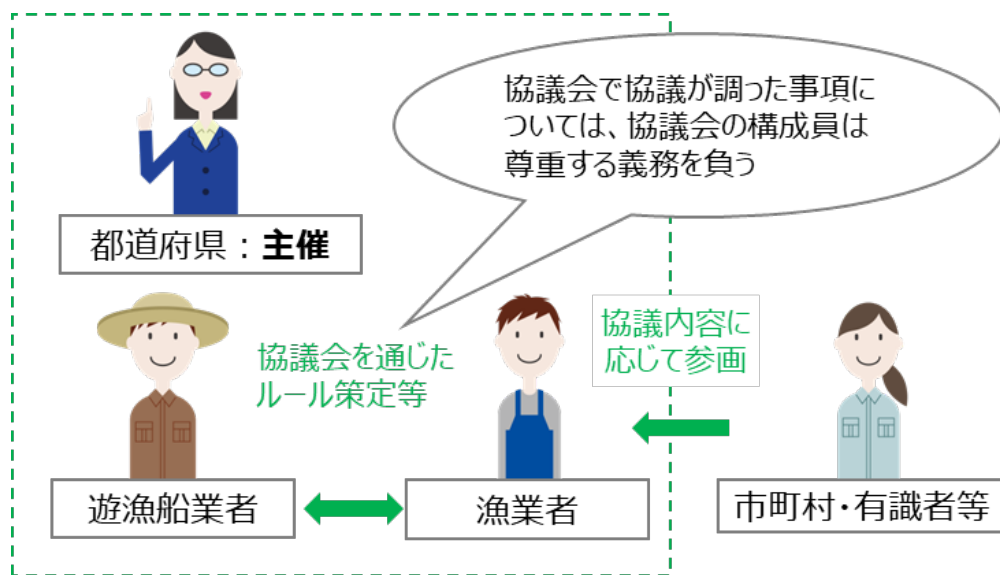 協議会で協議が調った事項に
ついては、協議会の構成員は
尊重する義務を負う
都道府県：主催
協議会を通じた
ルール策定等
協議内容に
応じて参画
遊漁船業者
漁業者
市町村・有識者等